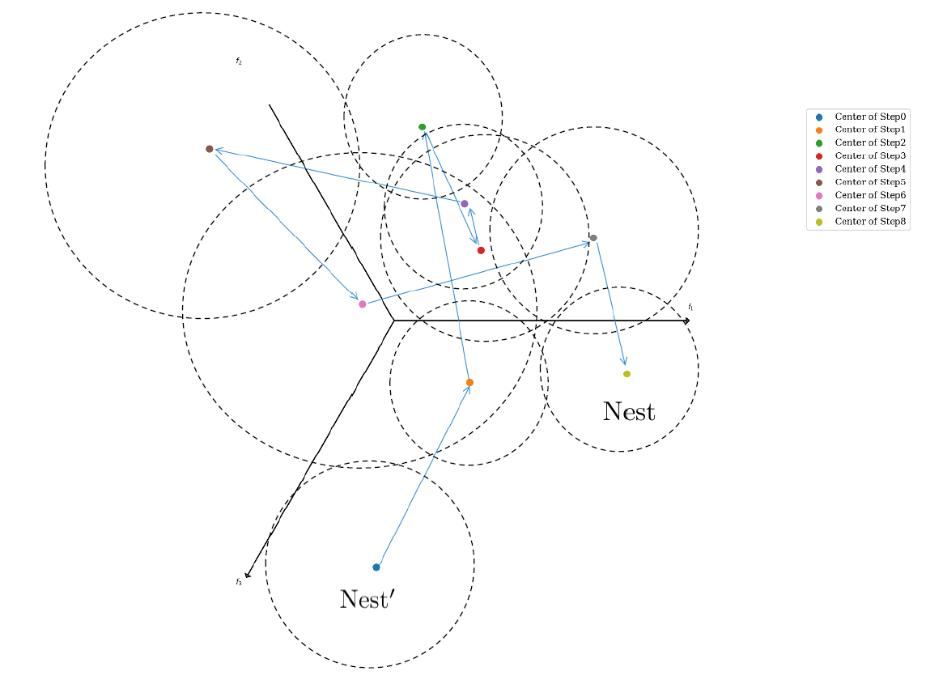 f₂
Center of Step0
Center of Step1
Center of Step2
Center of Step3
Center of Step4
Center of Step5
Center of Step6
Center of Step7
Center of Step8
f₁
Nest
f₃
Nest′